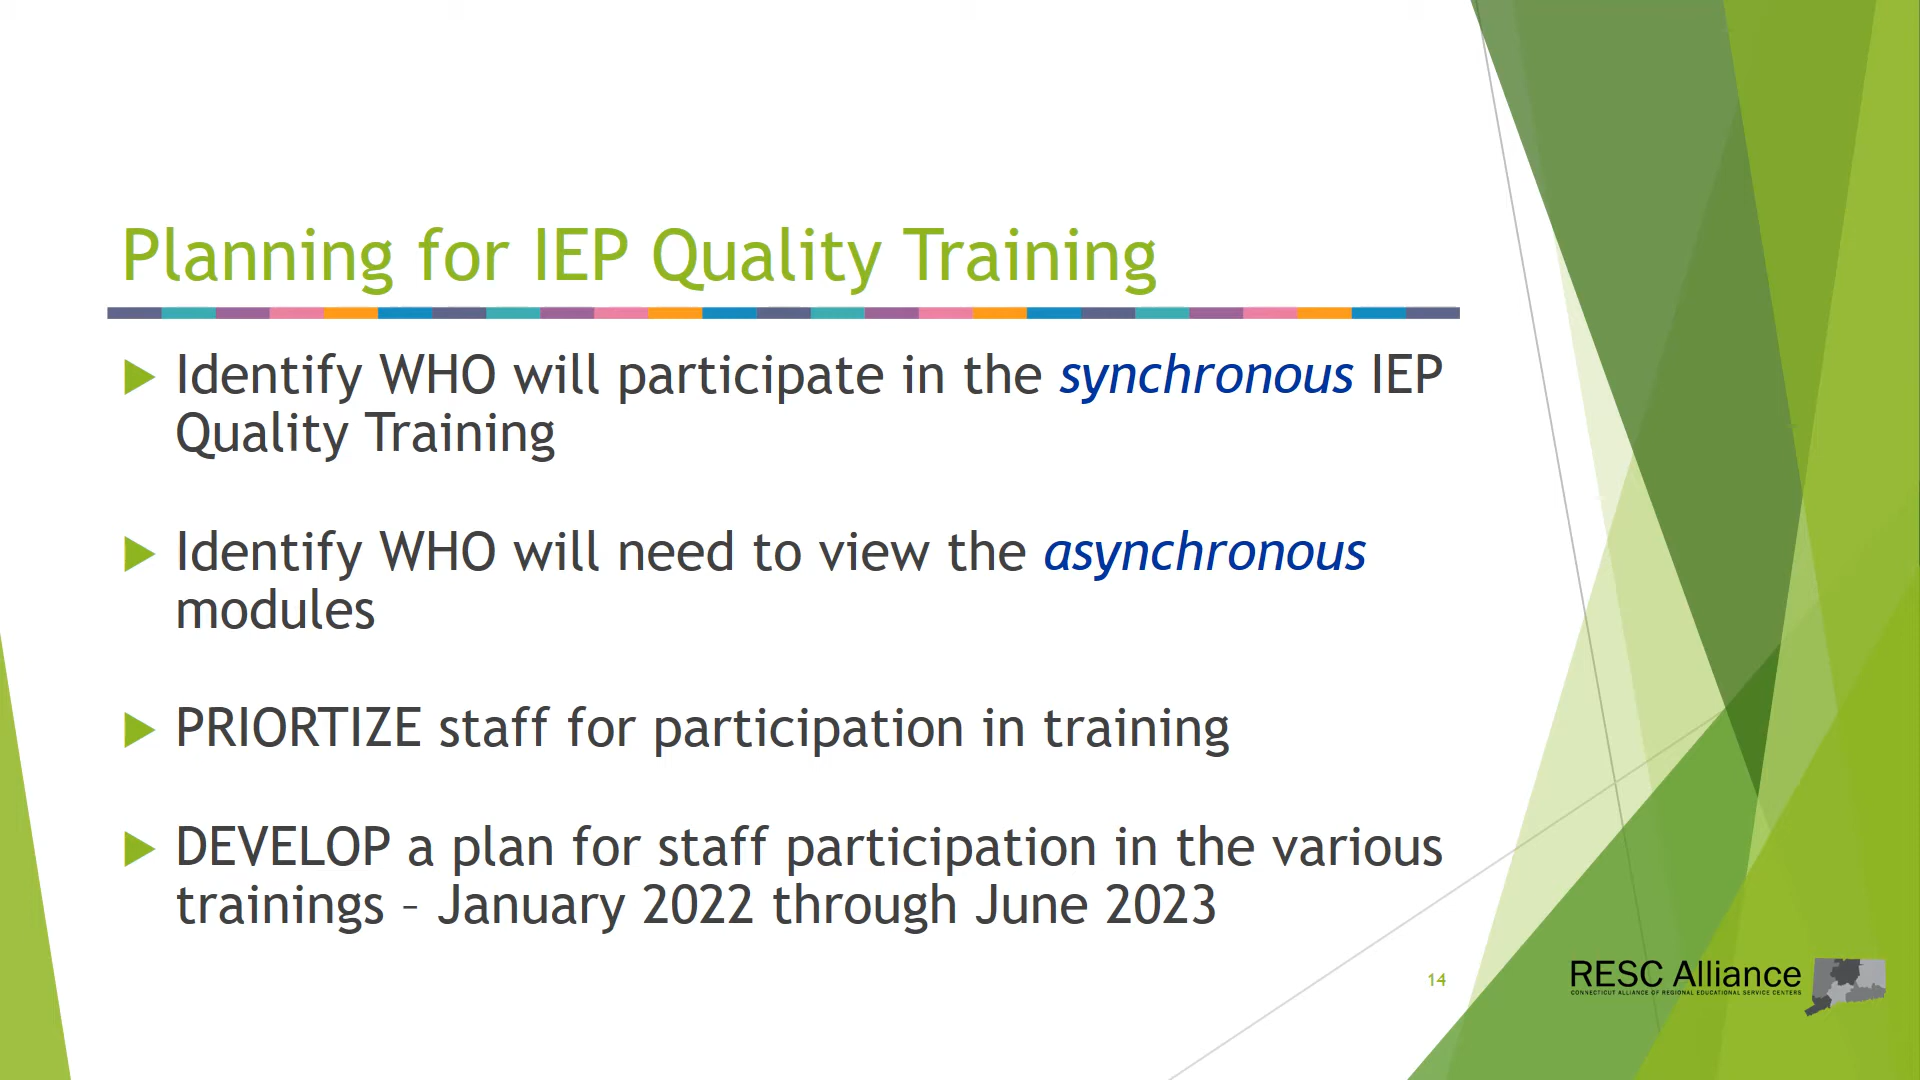 Planning for IEP Quality Training
Identify WHO will participate in the synchronous IEP
Quality Training
Identify WHO will need to view the asynchronous
modules
PRIORTIZE staff for participation in training
DEVELOP a plan for staff participation in the various
trainings – January 2022 through June 2023
14
RESC Alliance
CONNECTICUT ALLIANCE OF REGIONAL EDUCATIONAL SERVICE CENTERS